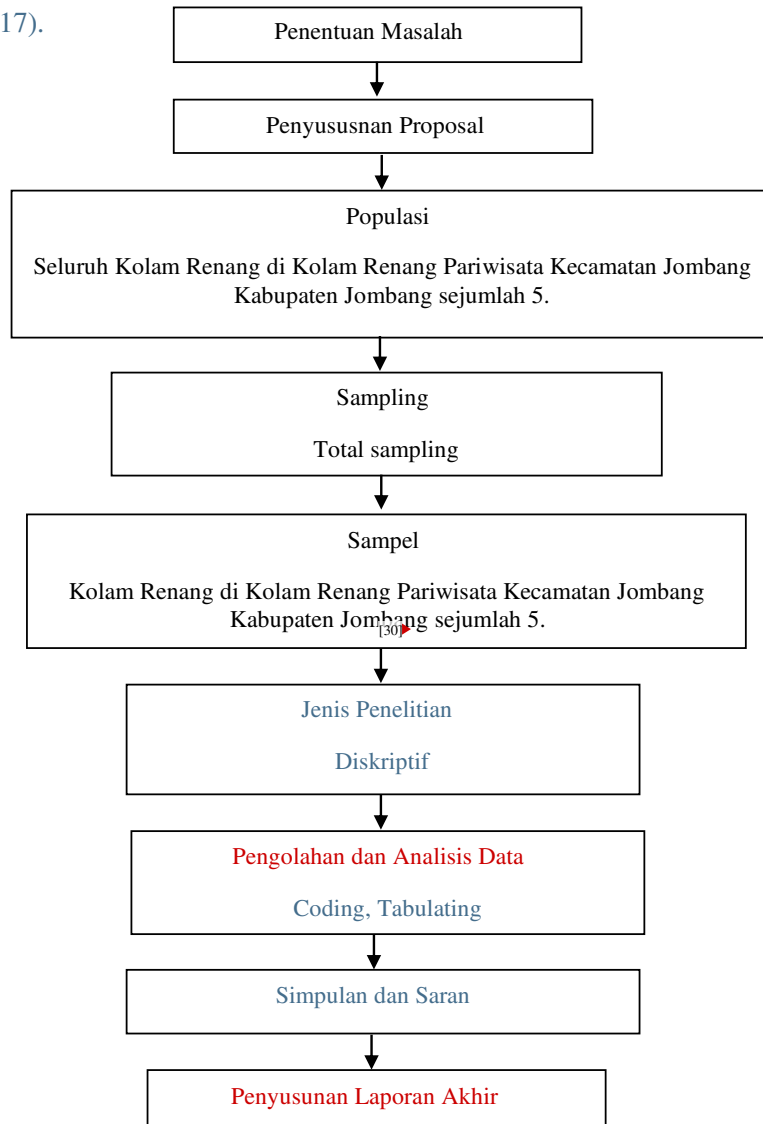 17).
Penentuan Masalah
Penyususnan Proposal
Populasi
Seluruh Kolam Renang di Kolam Renang Pariwisata Kecamatan Jombang
Kabupaten Jombang sejumlah 5.
Sampling
Total sampling
Sampel
Kolam Renang di Kolam Renang Pariwisata Kecamatan Jombang
Kabupaten Jombang sejumlah 5.
[30]
Jenis Penelitian
Diskriptif
Pengolahan dan Analisis Data
Coding, Tabulating
Simpulan dan Saran
Penyusunan Laporan Akhir